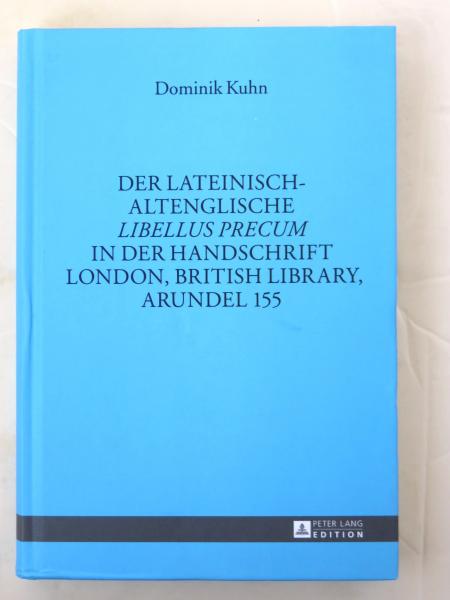 Dominik Kuhn
DER LATEINISCH-
ALTENGLISCHE
LIBELLUS PRECUM
IN DER HANDSCHRIFT
LONDON, BRITISH LIBRARY,
ARUNDEL 155
PETER LANG
EDITION